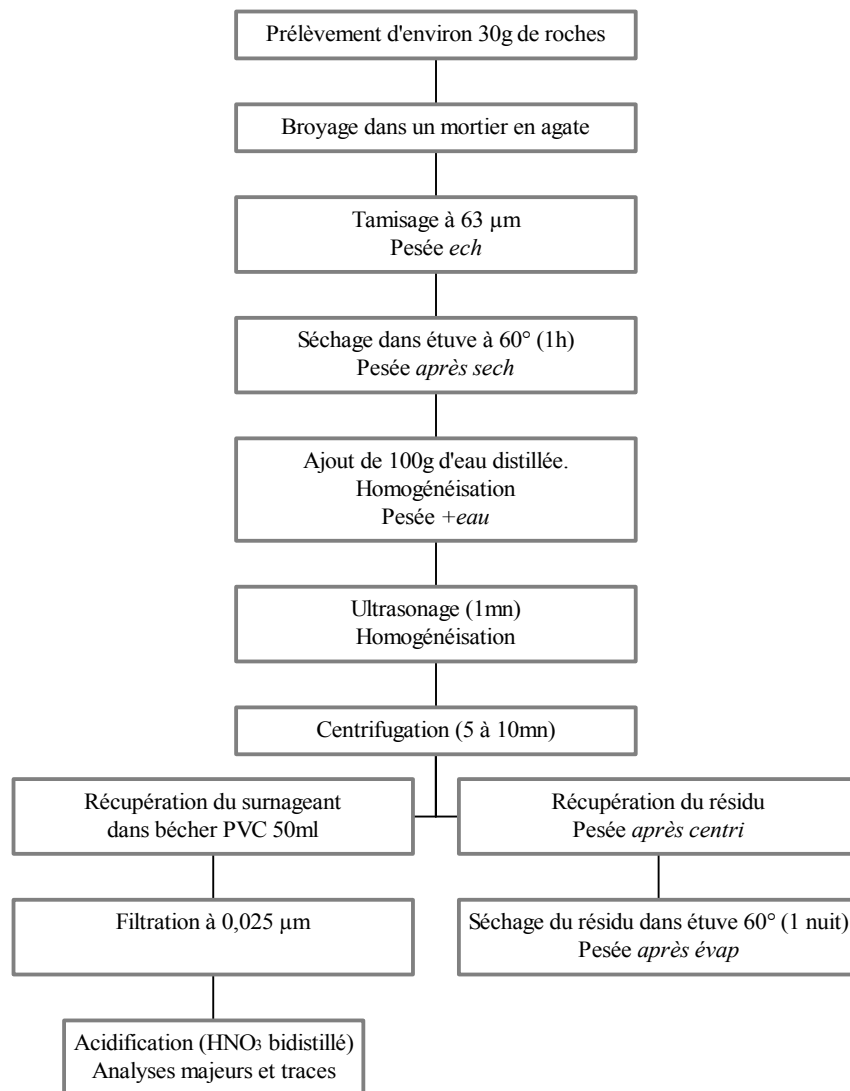 Prélèvement d'environ 30g de roches
Broyage dans un mortier en agate
Tamisage à 63 µm
Pesée ech
Séchage dans étuve à 60° (1h)
Pesée après sech
Ajout de 100g d'eau distillée.
Homogénéisation
Pesée +eau
Ultrasonage (1mn)
Homogénéisation
Centrifugation (5 à 10mn)
Récupération du surnageant
dans bécher PVC 50ml
Récupération du résidu
Pesée après centri
Filtration à 0,025 µm
Séchage du résidu dans étuve 60° (1 nuit)
Pesée après évap
Acidification (HNO₃ bidistillé)
Analyses majeurs et traces